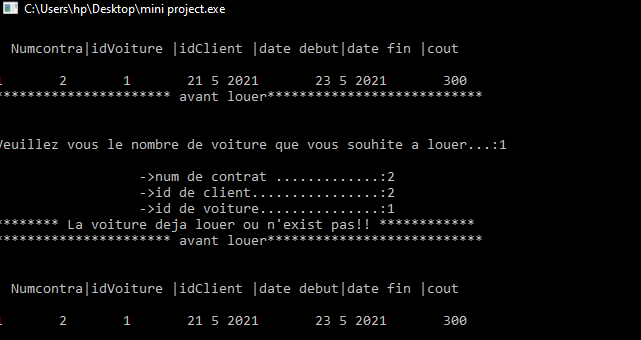 C:\Users\hp\Desktop\mini project.exe
Numcontra|idVoiture |idClient |date debut|date fin |cout
1 2 1 21 5 2021 23 5 2021 300
********************* avant louer***************************
Veuillez vous le nombre de voiture que vous souhite a louer...:1
->num de contrat .............:2
->id de client................:2
->id de voiture...............:1
******** La voiture deja louer ou n'exist pas!! ************
********************* avant louer***************************
Numcontra|idVoiture |idClient |date debut|date fin |cout
1 2 1 21 5 2021 23 5 2021 300